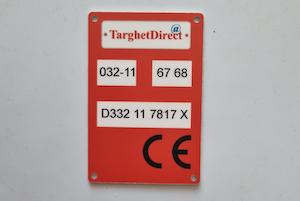 • TarghetDirect • @
032-11 67 68
D332 11 7817 X
CE